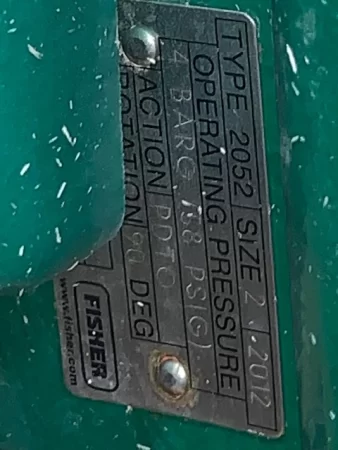 TYPE 2052 SIZE 2 .2012
OPERATING PRESSURE
4 BARG (58 PSIG)
ACTION PDTO
ROTATION 90 DEG
FISHER
www.fisher.com